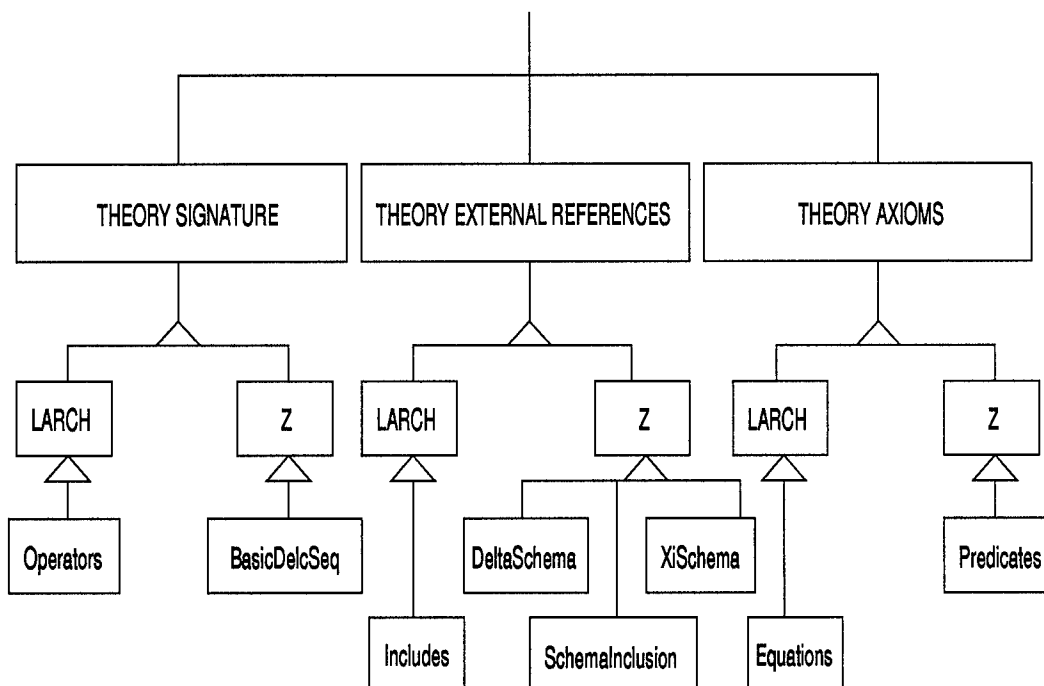 THEORY SIGNATURE
THEORY EXTERNAL REFERENCES
THEORY AXIOMS
LARCH
Z
LARCH
Z
LARCH
Z
Operators
BasicDelcSeq
DeltaSchema
XiSchema
Predicates
Includes
SchemaInclusion
Equations